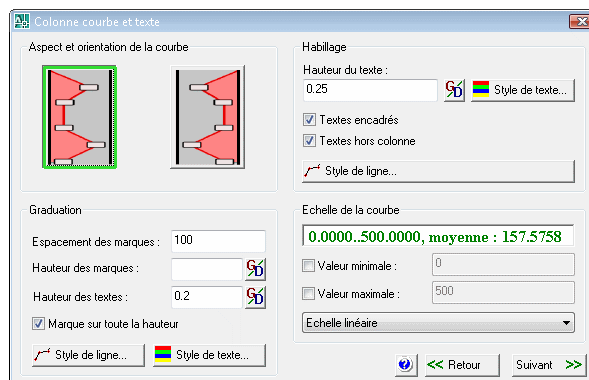 Colonne courbe et texte
Aspect et orientation de la courbe
Habillage
Hauteur du texte :
0.25
G/D
Style de texte...
Textes encadrés
Textes hors colonne
Style de ligne...
Graduation
Espacement des marques :
100
Hauteur des marques :
G/D
Hauteur des textes :
0.2
G/D
Marque sur toute la hauteur
Style de ligne...
Style de texte...
Echelle de la courbe
0.0000..500.0000, moyenne : 157.5758
Valeur minimale :
0
Valeur maximale :
500
Echelle linéaire
?
<< Retour
Suivant >>